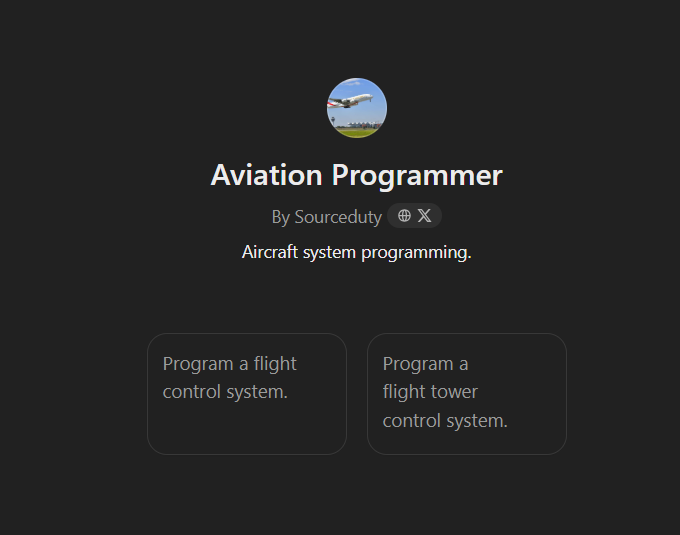 Aviation Programmer
By Sourceduty
Aircraft system programming.
Program a flight
control system.
Program a
flight tower
control system.